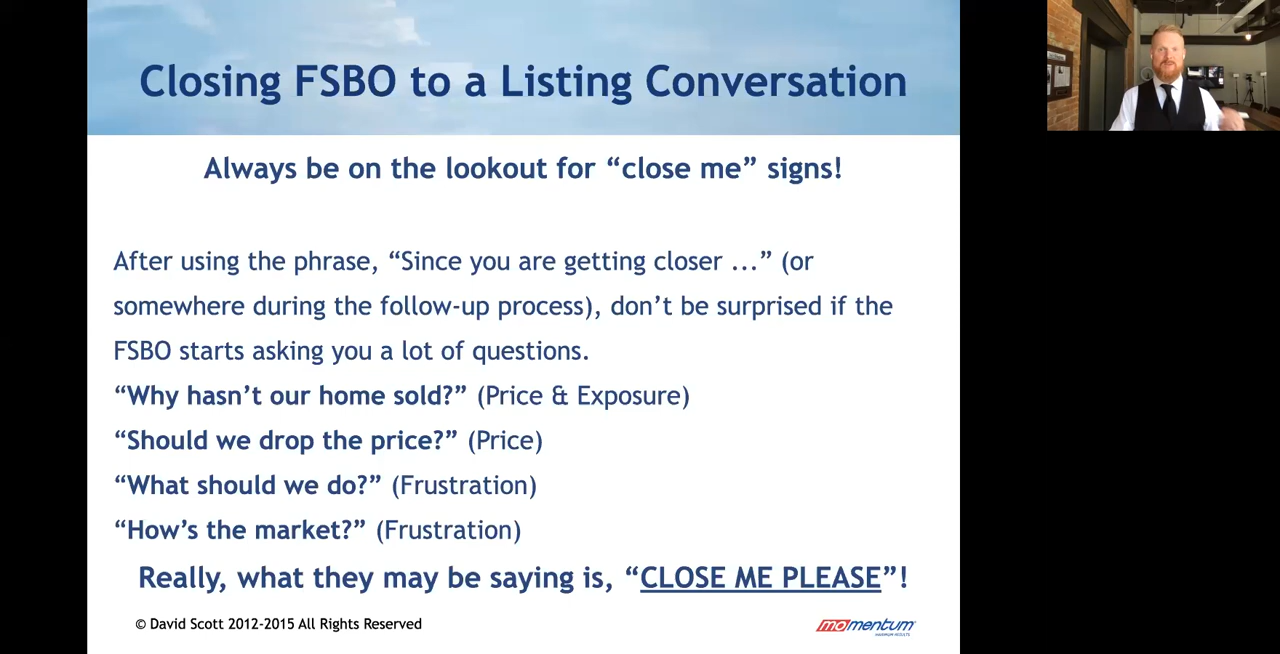 Closing FSBO to a Listing Conversation
Always be on the lookout for “close me” signs!
After using the phrase, “Since you are getting closer ...” (or
somewhere during the follow-up process), don’t be surprised if the
FSBO starts asking you a lot of questions.
“Why hasn’t our home sold?” (Price & Exposure)
“Should we drop the price?” (Price)
“What should we do?” (Frustration)
“How’s the market?” (Frustration)
Really, what they may be saying is, “CLOSE ME PLEASE”!
© David Scott 2012-2015 All Rights Reserved
momentum